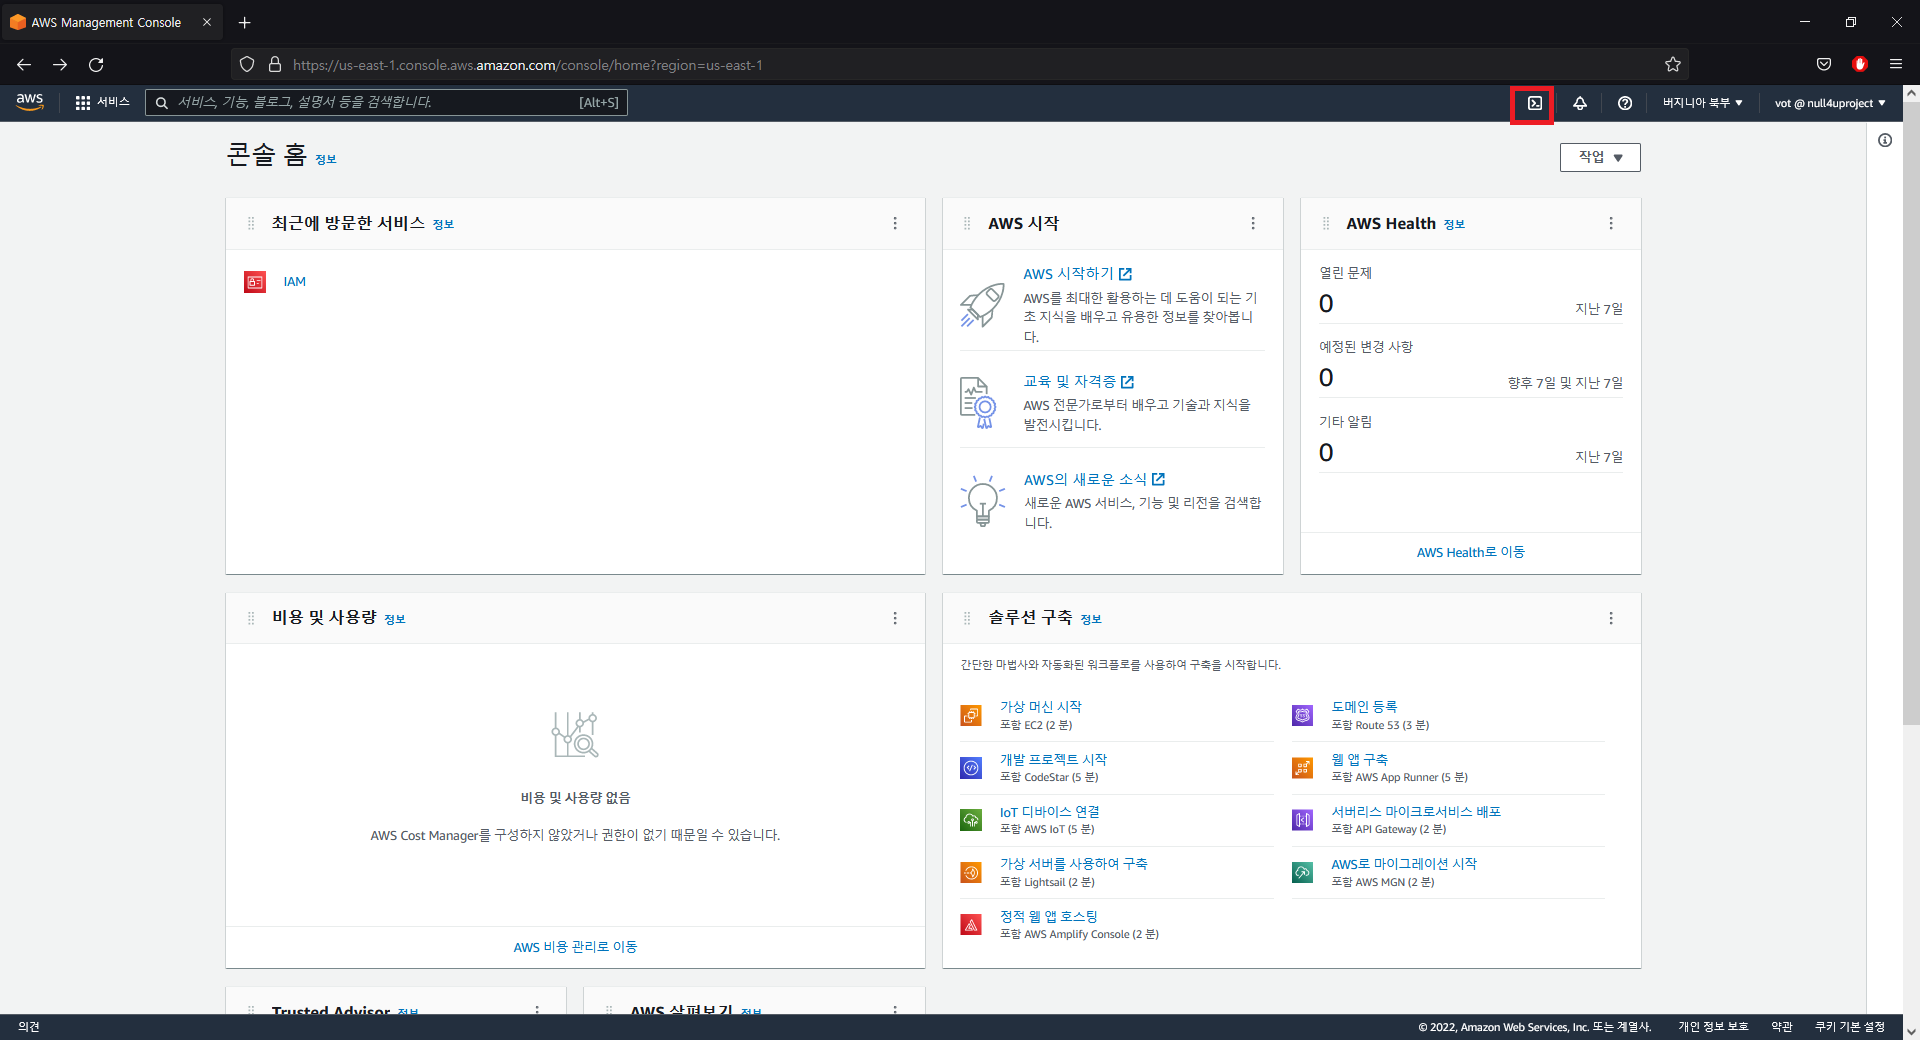 AWS Management Console
https://us-east-1.console.aws.amazon.com/console/home?region=us-east-1
aws
서비스
서비스, 기능, 블로그, 설명서 등을 검색합니다.
[Alt+S]
버지니아 북부
vot @ null4uproject
콘솔 홈 정보
작업
최근에 방문한 서비스 정보
IAM
AWS 시작
AWS 시작하기
AWS를 최대한 활용하는 데 도움이 되는 기
초 지식을 배우고 유용한 정보를 찾아봅니
다.
교육 및 자격증
AWS 전문가로부터 배우고 기술과 지식을
발전시킵니다.
AWS의 새로운 소식
새로운 AWS 서비스, 기능 및 리전을 검색합
니다.
AWS Health 정보
열린 문제
0
지난 7일
예정된 변경 사항
0
향후 7일 및 지난 7일
기타 알림
0
지난 7일
AWS Health로 이동
비용 및 사용량 정보
비용 및 사용량 없음
AWS Cost Manager를 구성하지 않았거나 권한이 없기 때문일 수 있습니다.
AWS 비용 관리로 이동
솔루션 구축 정보
간단한 마법사와 자동화된 워크플로를 사용하여 구축을 시작합니다.
가상 머신 시작
포함 EC2 (2 분)
도메인 등록
포함 Route 53 (3 분)
개발 프로젝트 시작
포함 CodeStar (5 분)
웹 앱 구축
포함 AWS App Runner (5 분)
IoT 디바이스 연결
포함 AWS IoT (5 분)
서버리스 마이크로서비스 배포
포함 API Gateway (2 분)
가상 서버를 사용하여 구축
포함 Lightsail (2 분)
AWS로 마이그레이션 시작
포함 AWS MGN (2 분)
정적 웹 앱 호스팅
포함 AWS Amplify Console (2 분)
Trusted Advisor 정보
AWS 살펴보기 정보
의견
© 2022, Amazon Web Services, Inc. 또는 계열사.
개인 정보 보호
약관
쿠키 기본 설정